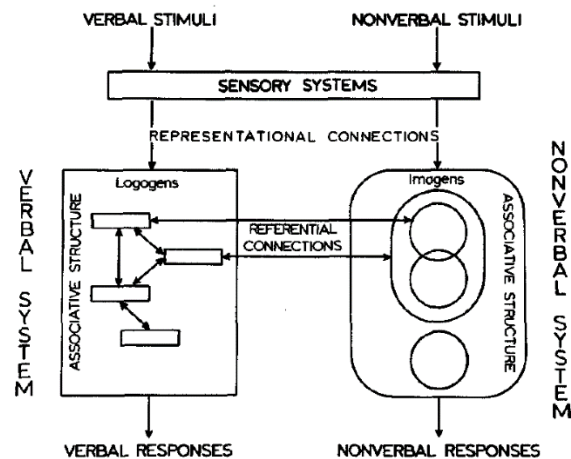 VERBAL STIMULI
NONVERBAL STIMULI
SENSORY SYSTEMS
REPRESENTATIONAL CONNECTIONS
VERBAL SYSTEM
ASSOCIATIVE STRUCTURE
Logogens
REFERENTIAL
CONNECTIONS
Imagens
ASSOCIATIVE STRUCTURE
NONVERBAL SYSTEM
VERBAL RESPONSES
NONVERBAL RESPONSES